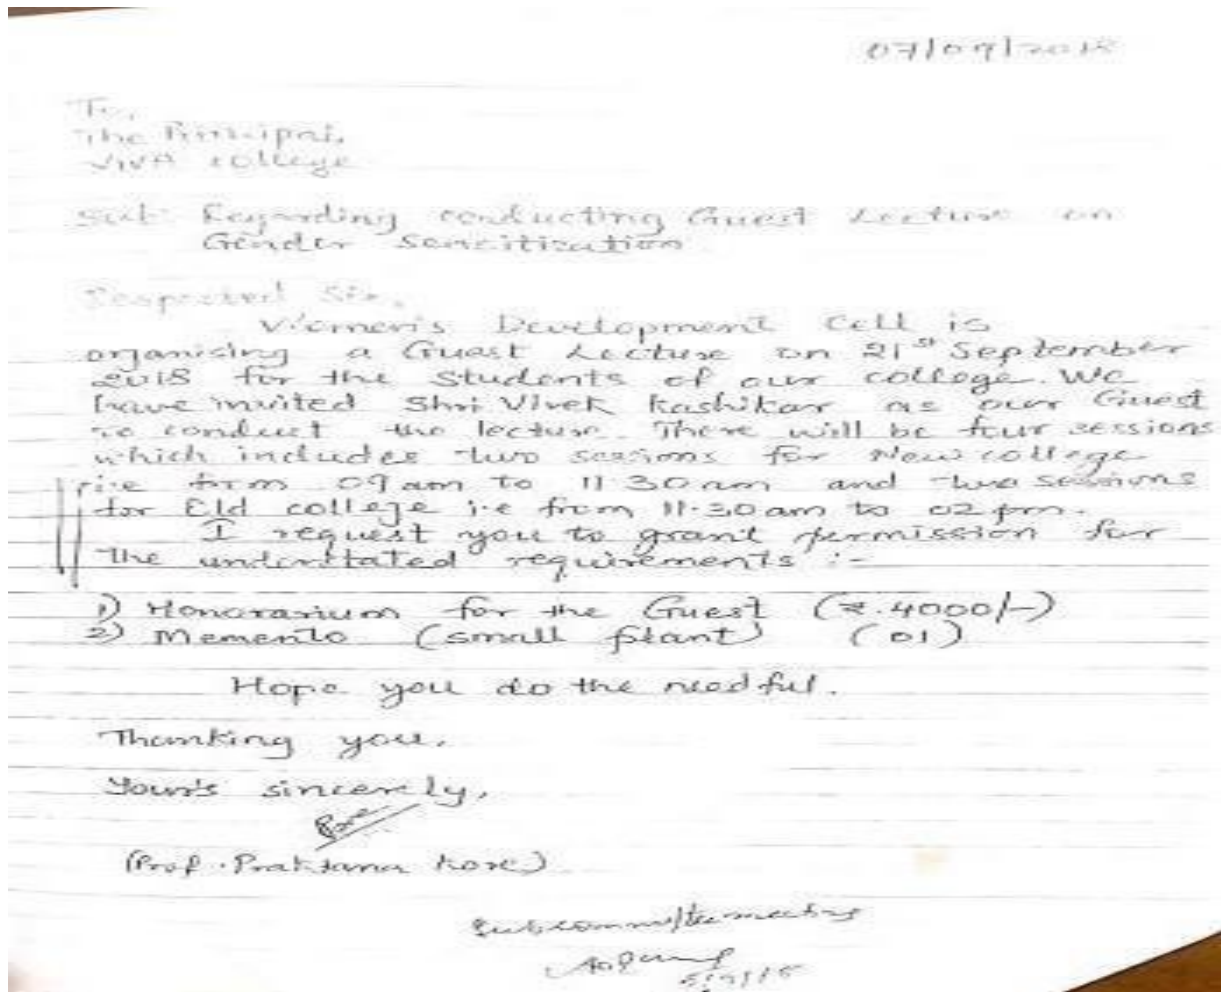 07/09/2018
To,
The Principal,
VIVA College
Sub: Regarding conducting Guest Lecture on
Gender Sensitization
Respected Sir,
Women's Development Cell is
organising a Guest Lecture on 21st September
2018 for the students of our college. We
have invited Shri Vivek Kashikar as our Guest
to conduct the lecture. There will be four sessions
which includes two sessions for New college
i.e from 09 am to 11.30 am and two sessions
for Old college i.e from 11.30 am to 02 pm.
I request you to grant permission for
the understated requirements :-
1) Honorarium for the Guest (₹.4000/-)
2) Memento (small plant) (01)
Hope you do the needful.
Thanking you.
Your's sincerely,
(Prof. Praktana Kore)
Subcommittee meeting